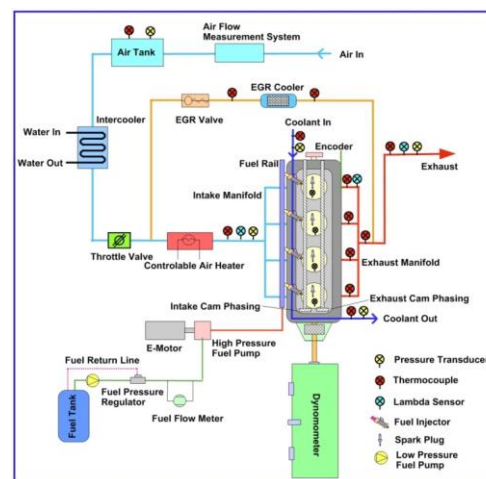 Air Flow
Measurement System
Air Tank
Air In
EGR Cooler
EGR Valve
Coolant In
Water In
Intercooler
Encoder
Fuel Rail
Exhaust
Water Out
Intake Manifold
Throttle Valve
Controlable Air Heater
Exhaust Manifold
Intake Cam Phasing
Exhaust Cam Phasing
Coolant Out
E-Motor
High Pressure
Fuel Pump
Fuel Return Line
Fuel Pressure
Regulator
Fuel Flow Meter
Fuel Tank
Dynomometer
Pressure Transducer
Thermocouple
Lambda Sensor
Fuel Injector
Spark Plug
Low Pressure
Fuel Pump